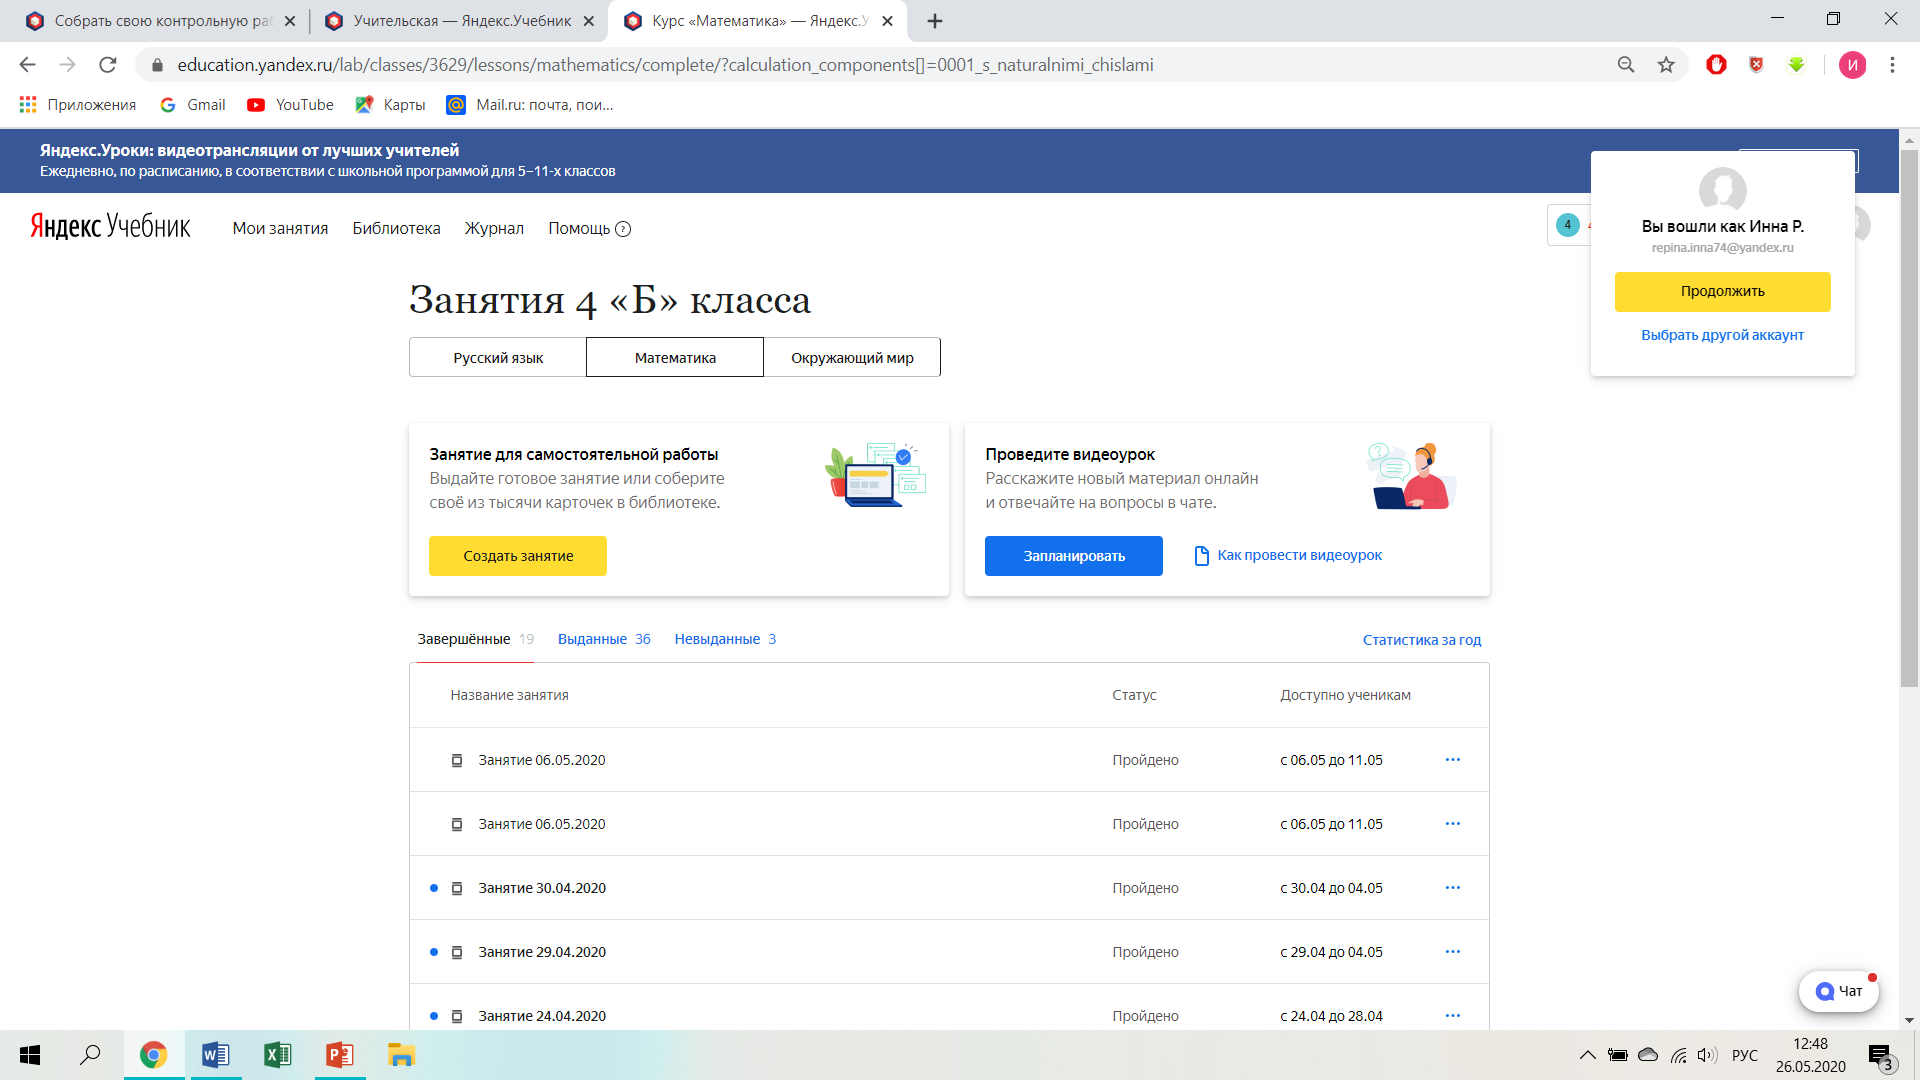 Собрать свою контрольную ра
Учительская — Яндекс.Учебник
Курс «Математика» — Яндекс.У
education.yandex.ru/lab/classes/3629/lessons/mathematics/complete/?calculation_components[]=0001_s_naturalnimi_chislami
И
Приложения
Gmail
YouTube
Карты
Mail.ru: почта, пои...
Яндекс.Уроки: видеотрансляции от лучших учителей
Ежедневно, по расписанию, в соответствии с школьной программой для 5–11-х классов
Яндекс Учебник
Мои занятия
Библиотека
Журнал
Помощь ?
4
Вы вошли как Инна Р.
repina.inna74@yandex.ru
Продолжить
Выбрать другой аккаунт
Занятия 4 «Б» класса
Русский язык
Математика
Окружающий мир
Занятие для самостоятельной работы
Выдайте готовое занятие или соберите
своё из тысячи карточек в библиотеке.
Создать занятие
Проведите видеоурок
Расскажите новый материал онлайн
и отвечайте на вопросы в чате.
Запланировать
Как провести видеоурок
Завершённые 19
Выданные 36
Невыданные 3
Статистика за год
Название занятия
Статус
Доступно ученикам
Занятие 06.05.2020
Пройдено
с 06.05 до 11.05
Занятие 06.05.2020
Пройдено
с 06.05 до 11.05
Занятие 30.04.2020
Пройдено
с 30.04 до 04.05
Занятие 29.04.2020
Пройдено
с 29.04 до 04.05
Занятие 24.04.2020
Пройдено
с 24.04 до 28.04
Чат
РУС
12:48
26.05.2020
3